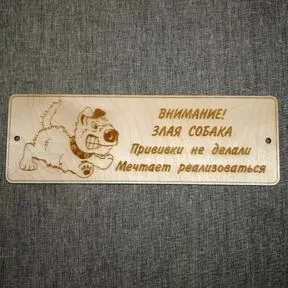 ВНИМАНИЕ!
ЗЛАЯ СОБАКА
Прививки не делали
Мечтает реализоваться